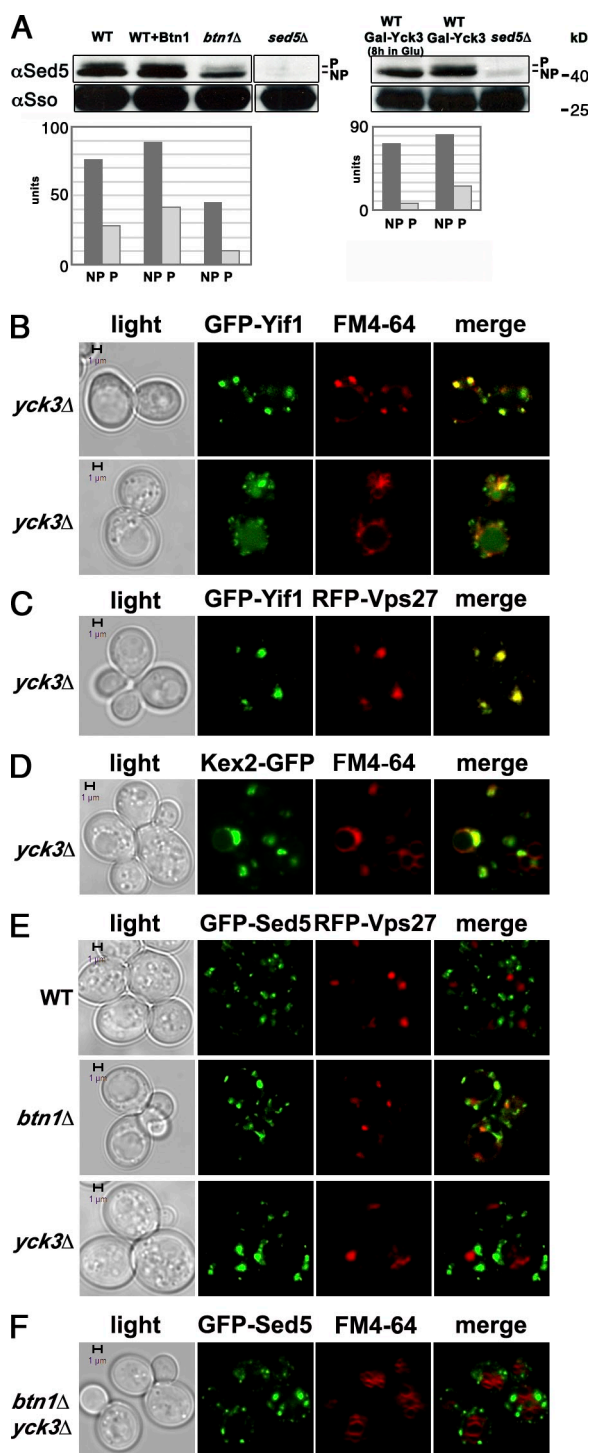 A
WT WT+Btn1 btn1Δ sed5Δ
WT Gal-Yck3 (8h in Glu) WT Gal-Yck3 sed5Δ kD
αSed5 P NP P NP 40
αSso 25
100 50 0 units
NP P NP P NP P
90 0 units
NP P NP P
B
light GFP-Yif1 FM4-64 merge
yck3Δ 1 µm
yck3Δ 1 µm
C
light GFP-Yif1 RFP-Vps27 merge
yck3Δ 1 µm
D
light Kex2-GFP FM4-64 merge
yck3Δ 1 µm
E
light GFP-Sed5 RFP-Vps27 merge
WT 1 µm
btn1Δ 1 µm
yck3Δ 1 µm
F
light GFP-Sed5 FM4-64 merge
btn1Δ yck3Δ 1 µm